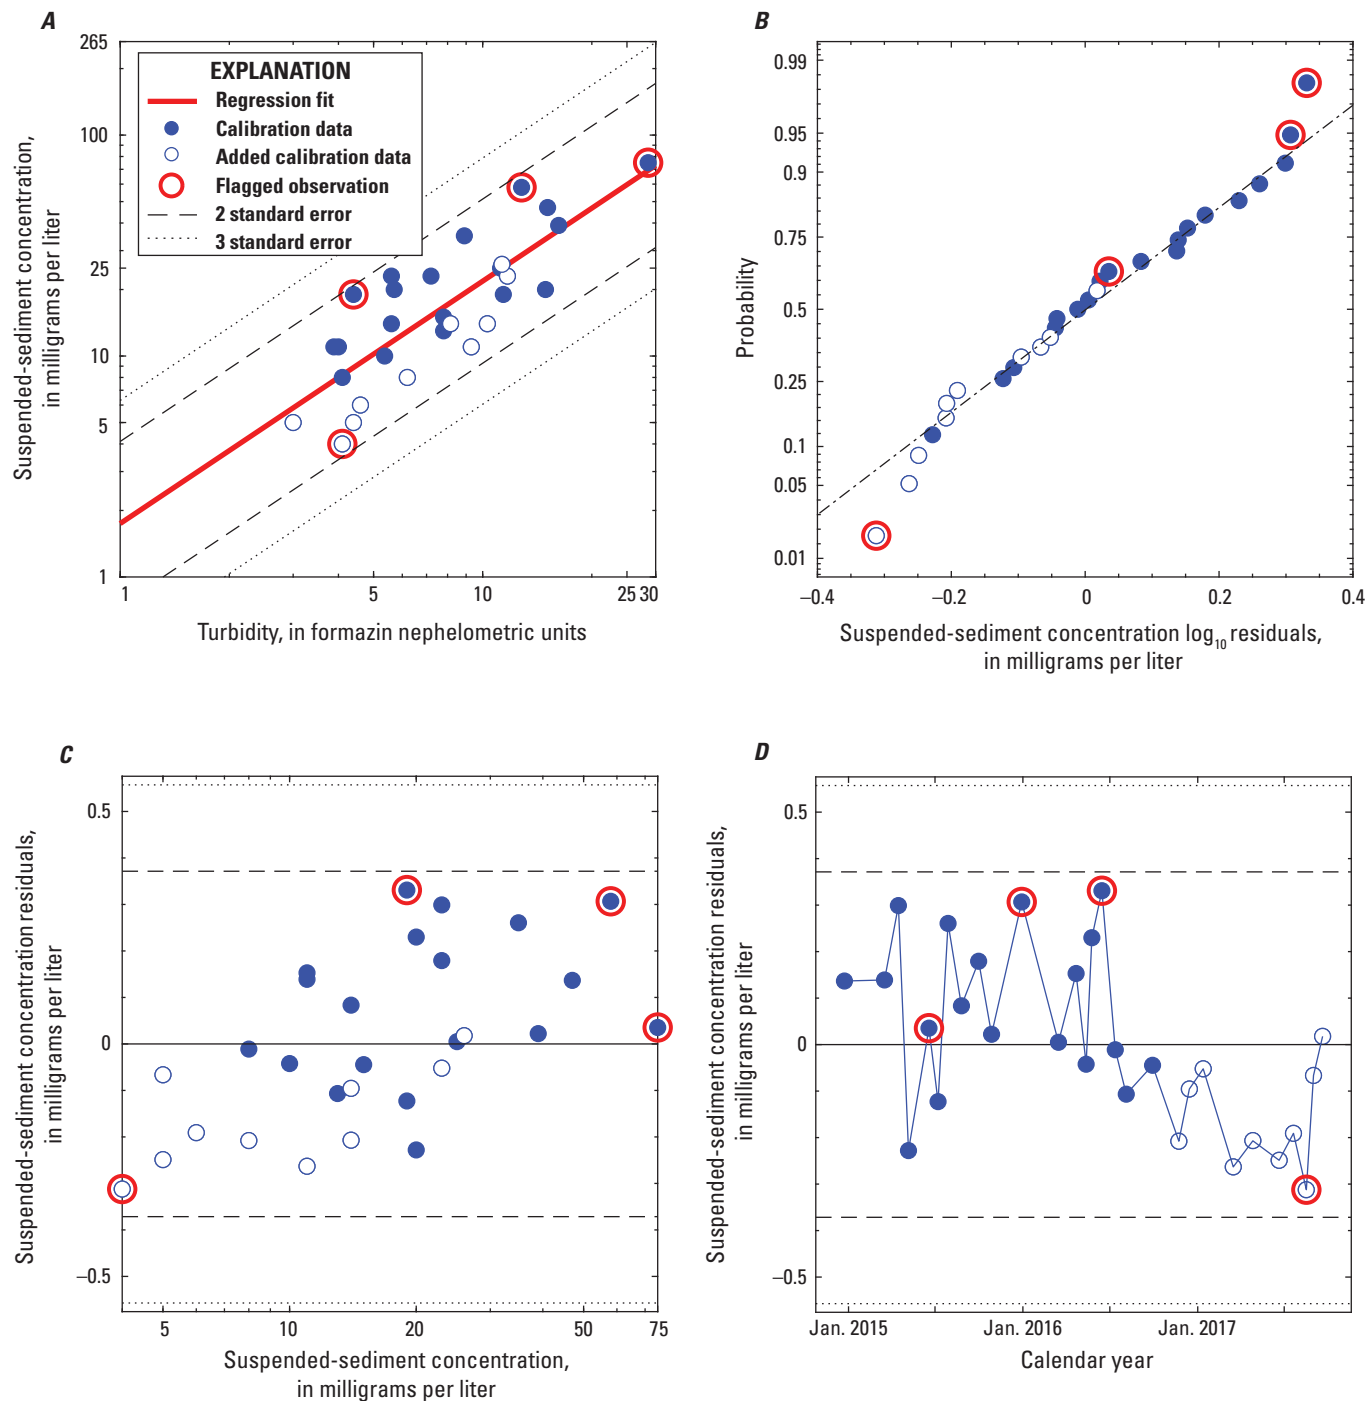 A
Suspended-sediment concentration,
in milligrams per liter
265
100
25
10
5
1
EXPLANATION
Regression fit
Calibration data
Added calibration data
Flagged observation
2 standard error
3 standard error
1
5
10
25
30
Turbidity, in formazin nephelometric units
B
Probability
0.99
0.95
0.9
0.75
0.5
0.25
0.1
0.05
0.01
–0.4
–0.2
0
0.2
0.4
Suspended-sediment concentration log10 residuals,
in milligrams per liter
C
Suspended-sediment concentration residuals,
in milligrams per liter
0.5
0
–0.5
5
10
20
50
75
Suspended-sediment concentration,
in milligrams per liter
D
Suspended-sediment concentration residuals,
in milligrams per liter
0.5
0
–0.5
Jan. 2015
Jan. 2016
Jan. 2017
Calendar year